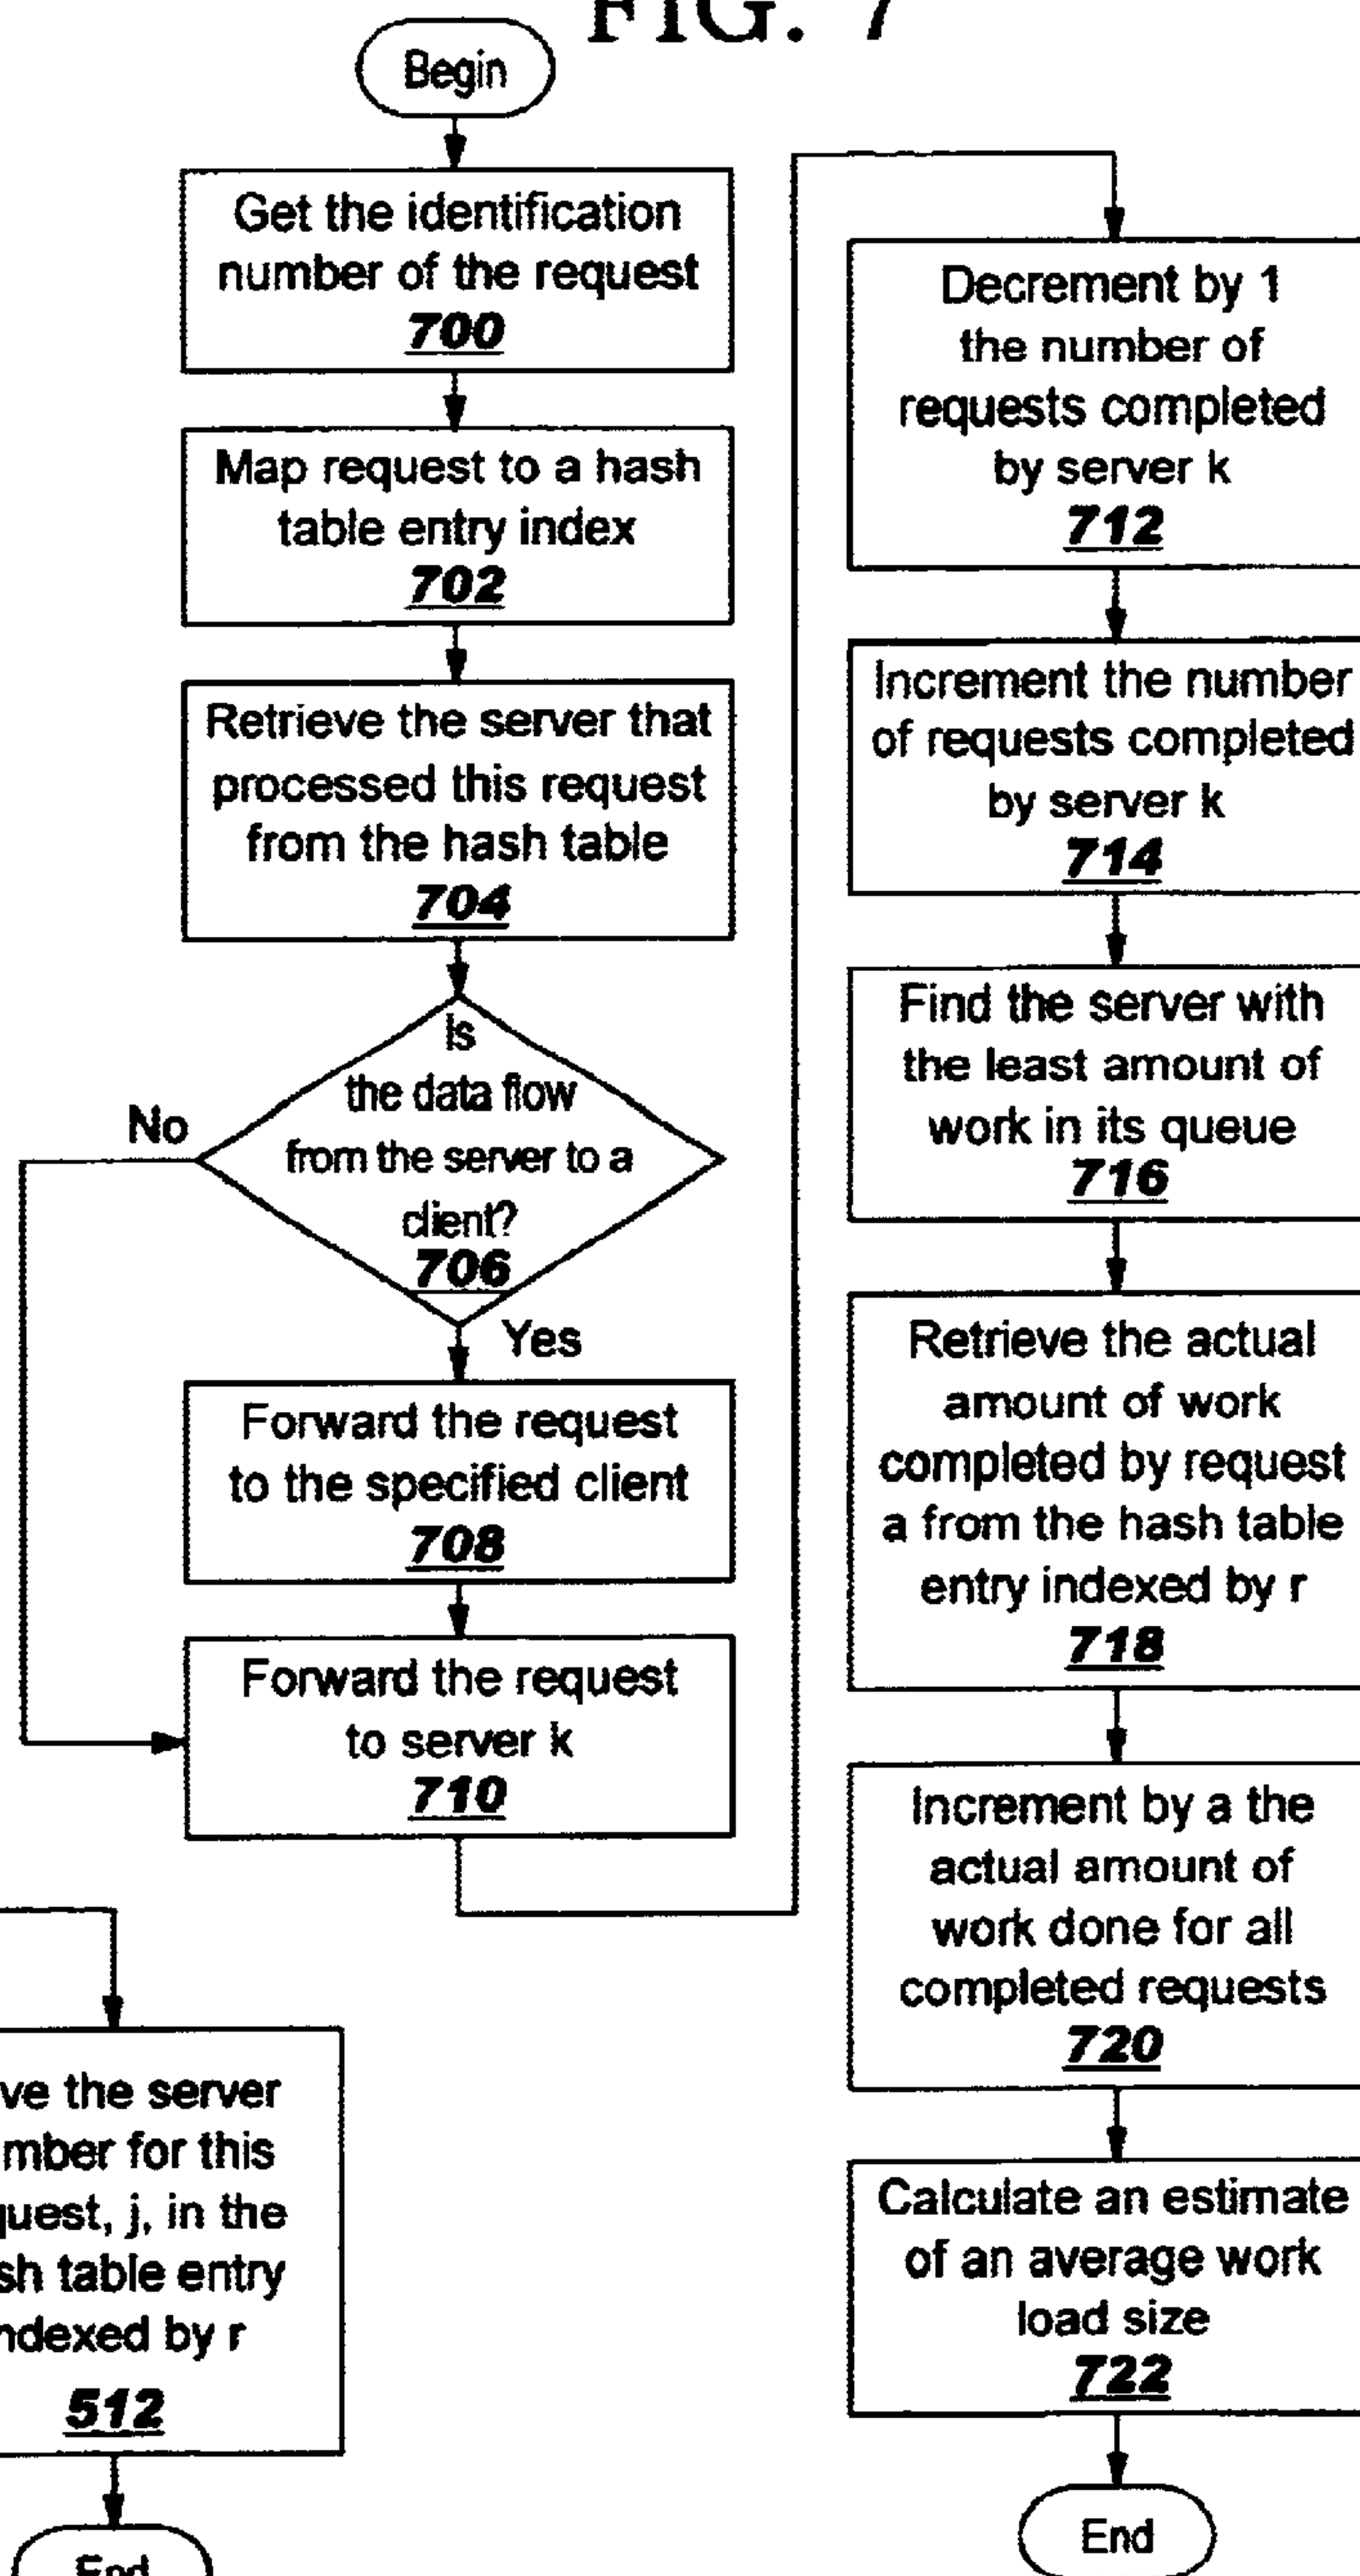 FIG. 7
Begin
Get the identification
number of the request
700
Map request to a hash
table entry index
702
Retrieve the server that
processed this request
from the hash table
704
Is
the data flow
from the server to a
client?
706
No
Yes
Forward the request
to the specified client
708
Forward the request
to server k
710
Decrement by 1
the number of
requests completed
by server k
712
Increment the number
of requests completed
by server k
714
Find the server with
the least amount of
work in its queue
716
Retrieve the actual
amount of work
completed by request
a from the hash table
entry indexed by r
718
Increment by a the
actual amount of
work done for all
completed requests
720
Calculate an estimate
of an average work
load size
722
End
ve the server
mber for this
quest, j, in the
sh table entry
ndexed by r
512
End